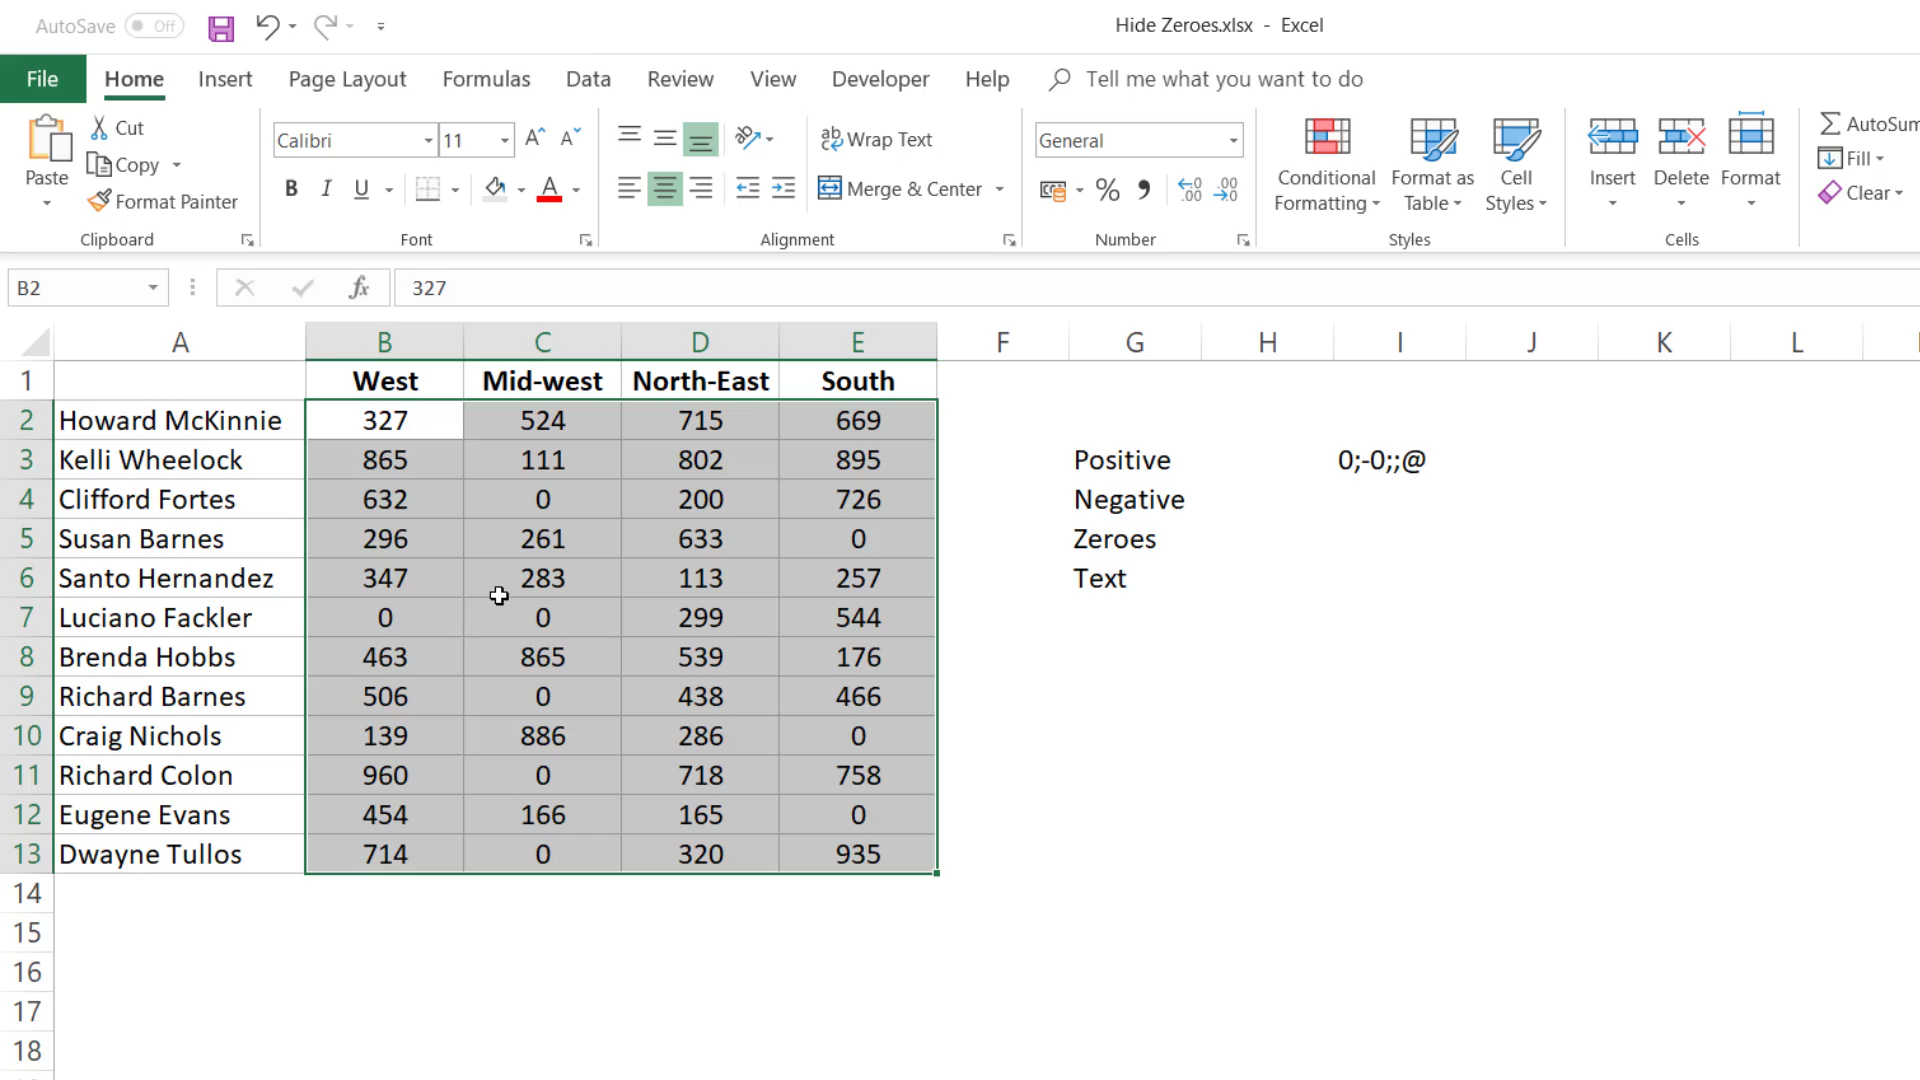 AutoSave Off Hide Zeroes.xlsx - Excel
File Home Insert Page Layout Formulas Data Review View Developer Help Tell me what you want to do
Paste
Cut
Copy
Format Painter
Clipboard
Calibri 11
B I U A
Font
Wrap Text
Merge & Center
Alignment
General
% , .00
Number
Conditional Formatting
Format as Table
Cell Styles
Styles
Insert Delete Format
Cells
AutoSum
Fill
Clear
B2 fx 327
A B C D E F G H I J K L
1 West Mid-west North-East South
2 Howard McKinnie 327 524 715 669
3 Kelli Wheelock 865 111 802 895 Positive 0;-0;;@
4 Clifford Fortes 632 0 200 726 Negative
5 Susan Barnes 296 261 633 0 Zeroes
6 Santo Hernandez 347 283 113 257 Text
7 Luciano Fackler 0 0 299 544
8 Brenda Hobbs 463 865 539 176
9 Richard Barnes 506 0 438 466
10 Craig Nichols 139 886 286 0
11 Richard Colon 960 0 718 758
12 Eugene Evans 454 166 165 0
13 Dwayne Tullos 714 0 320 935
14
15
16
17
18